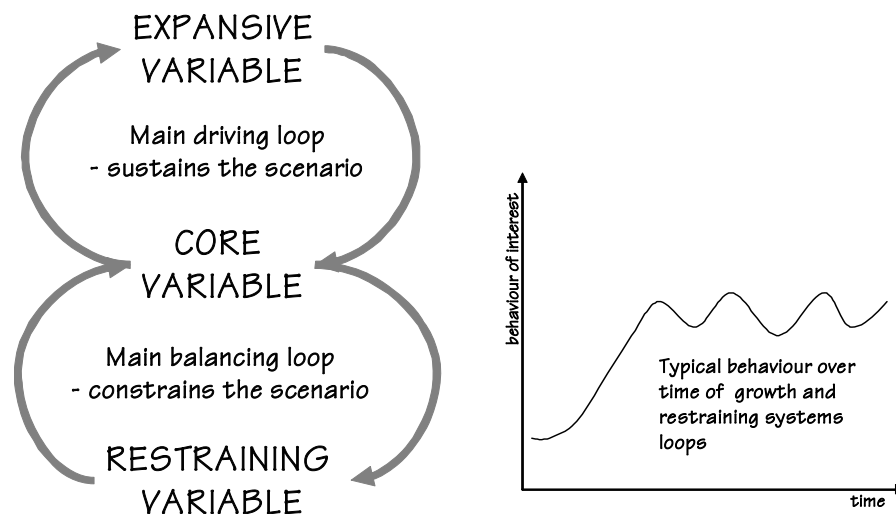 EXPANSIVE
VARIABLE
Main driving loop
- sustains the scenario
CORE
VARIABLE
Main balancing loop
- constrains the scenario
RESTRAINING
VARIABLE
behaviour of interest
Typical behaviour over
time of growth and
restraining systems
loops
time